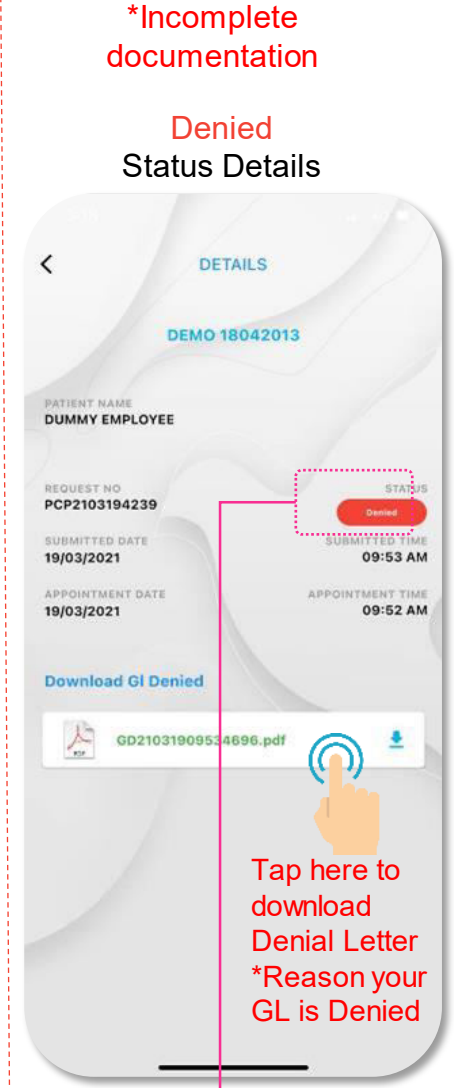 *Incomplete
documentation
Denied
Status Details
DETAILS
DEMO 18042013
PATIENT NAME
DUMMY EMPLOYEE
REQUEST NO
STATUS
PCP2103194239
Denied
SUBMITTED DATE
SUBMITTED TIME
19/03/2021
09:53 AM
APPOINTMENT DATE
APPOINTMENT TIME
19/03/2021
09:52 AM
Download Gl Denied
PDF
GD21031909534696.pdf
Tap here to
download
Denial Letter
*Reason your
GL is Denied